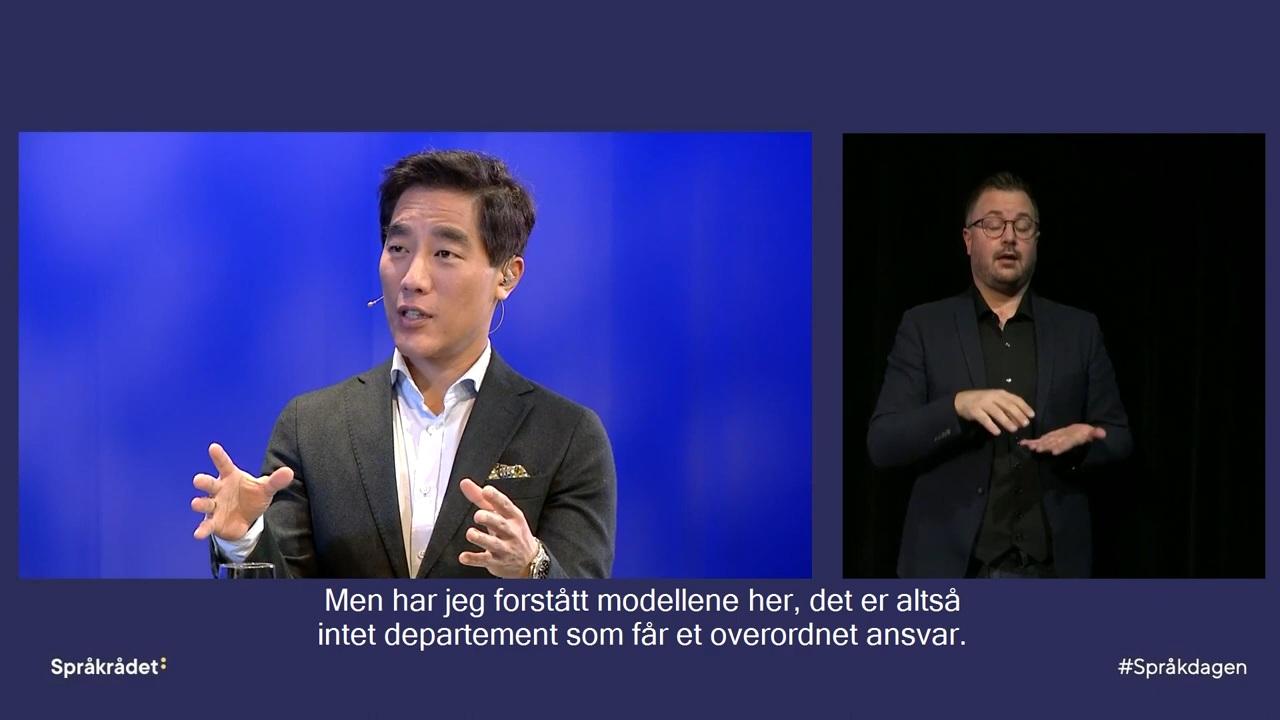 Men har jeg forstått modellene her, det er altså
intet departement som får et overordnet ansvar.
Språkrådet:
#Språkdagen